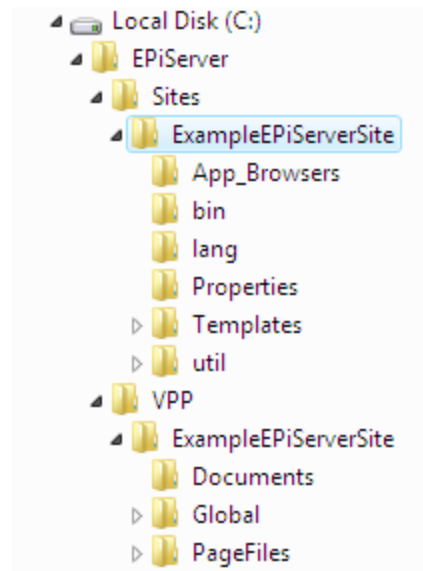 Local Disk (C:)
EPiServer
Sites
ExampleEPiServerSite
App_Browsers
bin
lang
Properties
Templates
util
VPP
ExampleEPiServerSite
Documents
Global
PageFiles